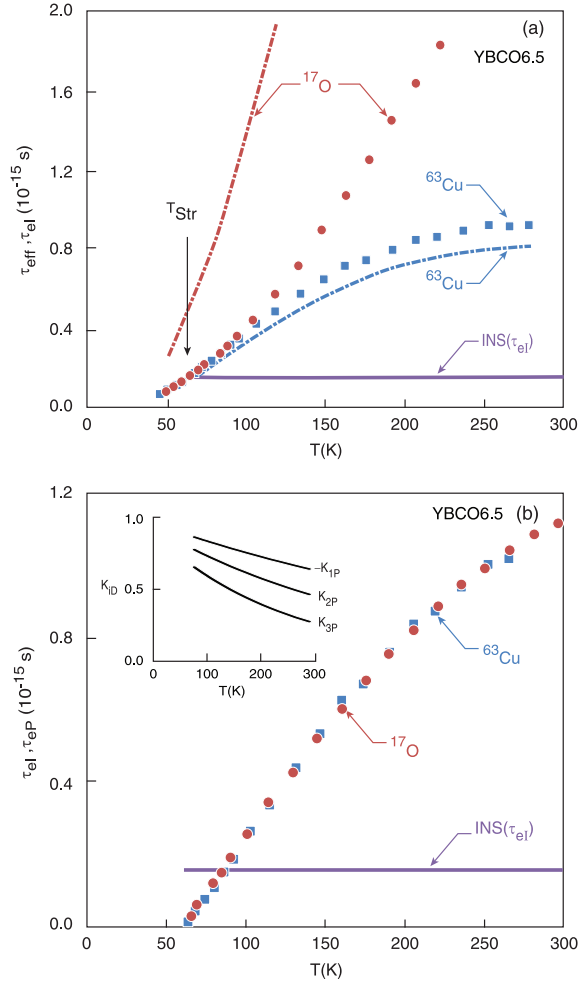 (a)
YBCO6.5
2.0
1.6
1.2
0.8
0.4
0.0
τeff ,τel (10-15 s)
17O
TStr
63Cu
63Cu
INS(τel)
0 50 100 150 200 250 300
T(K)
(b)
YBCO6.5
1.2
0.8
0.4
0.0
τel ,τeP (10-15 s)
1.0
0.5
0.0
KiD
–K1P
K2P
K3P
0 100 200 300
T(K)
63Cu
17O
INS(τel)
0 50 100 150 200 250 300
T(K)